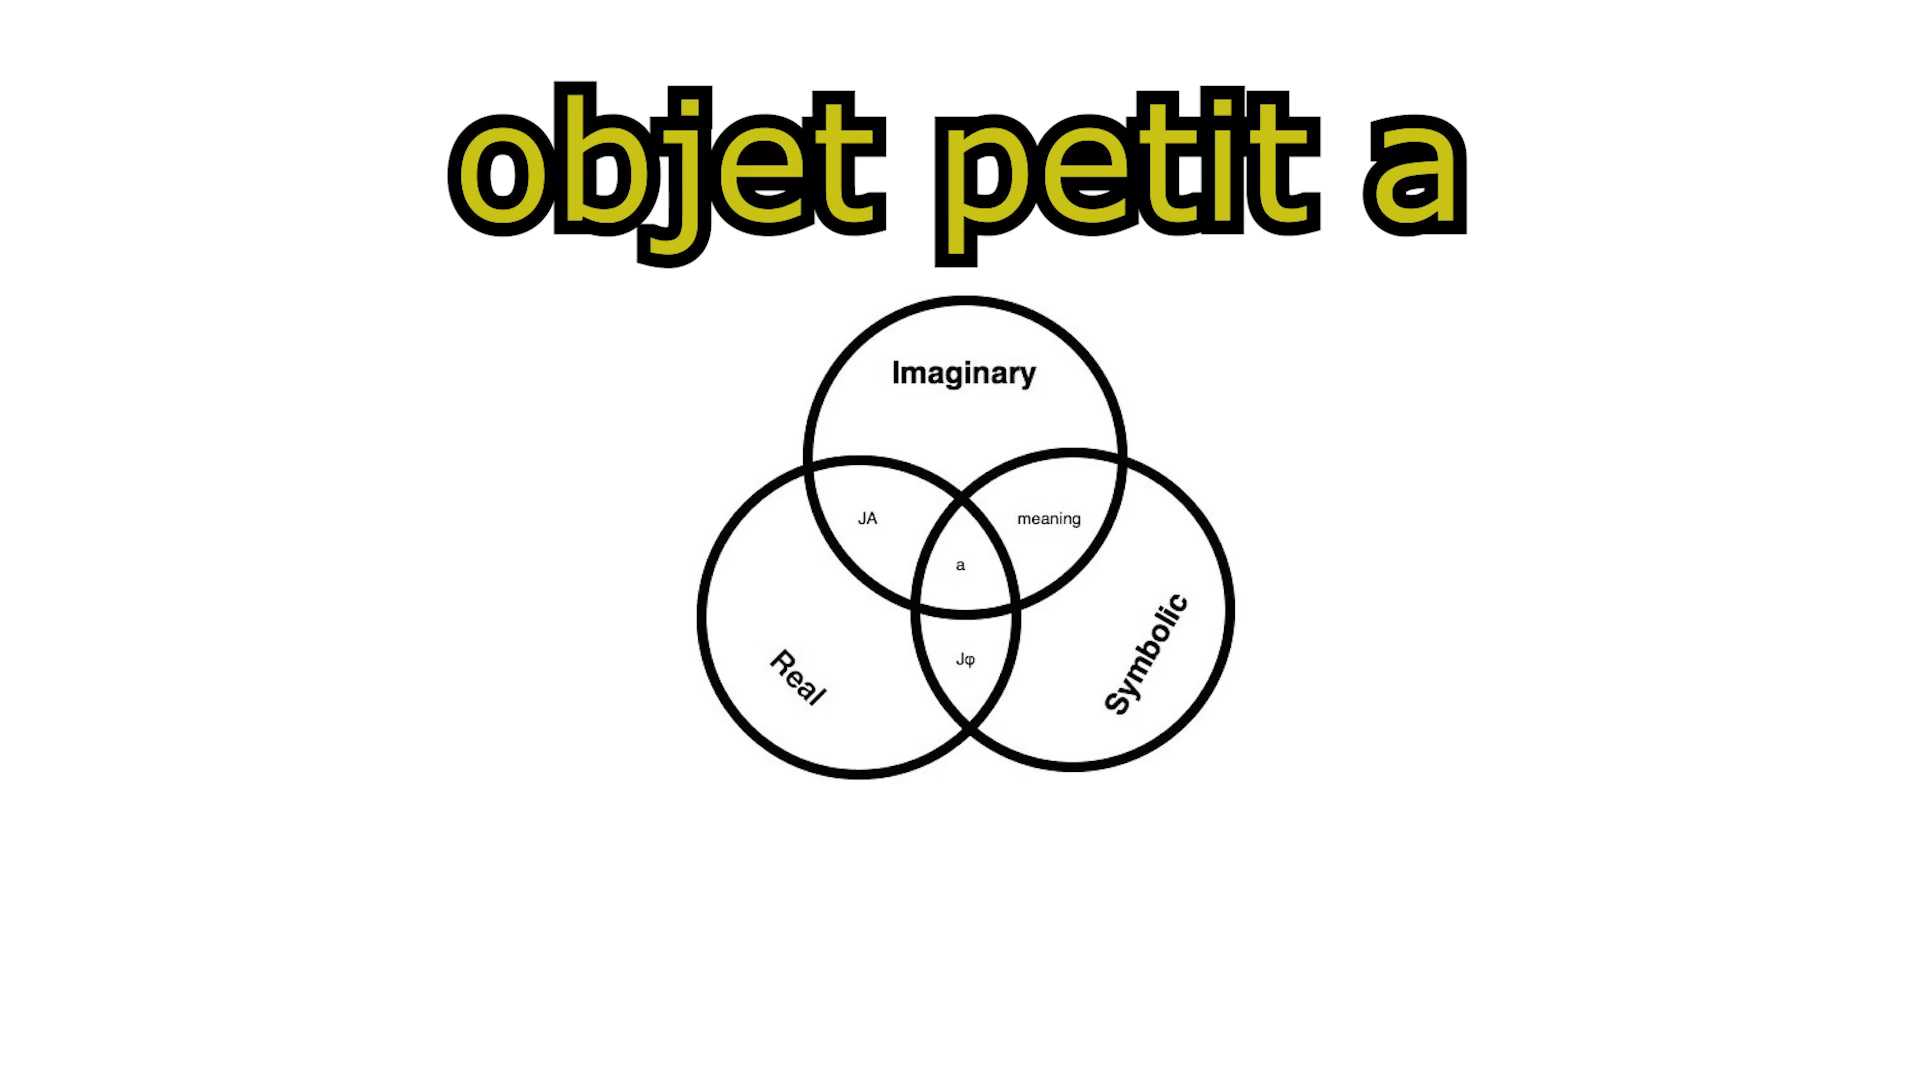 objet petit a
Imaginary
JA
meaning
a
Jφ
Real
Symbolic